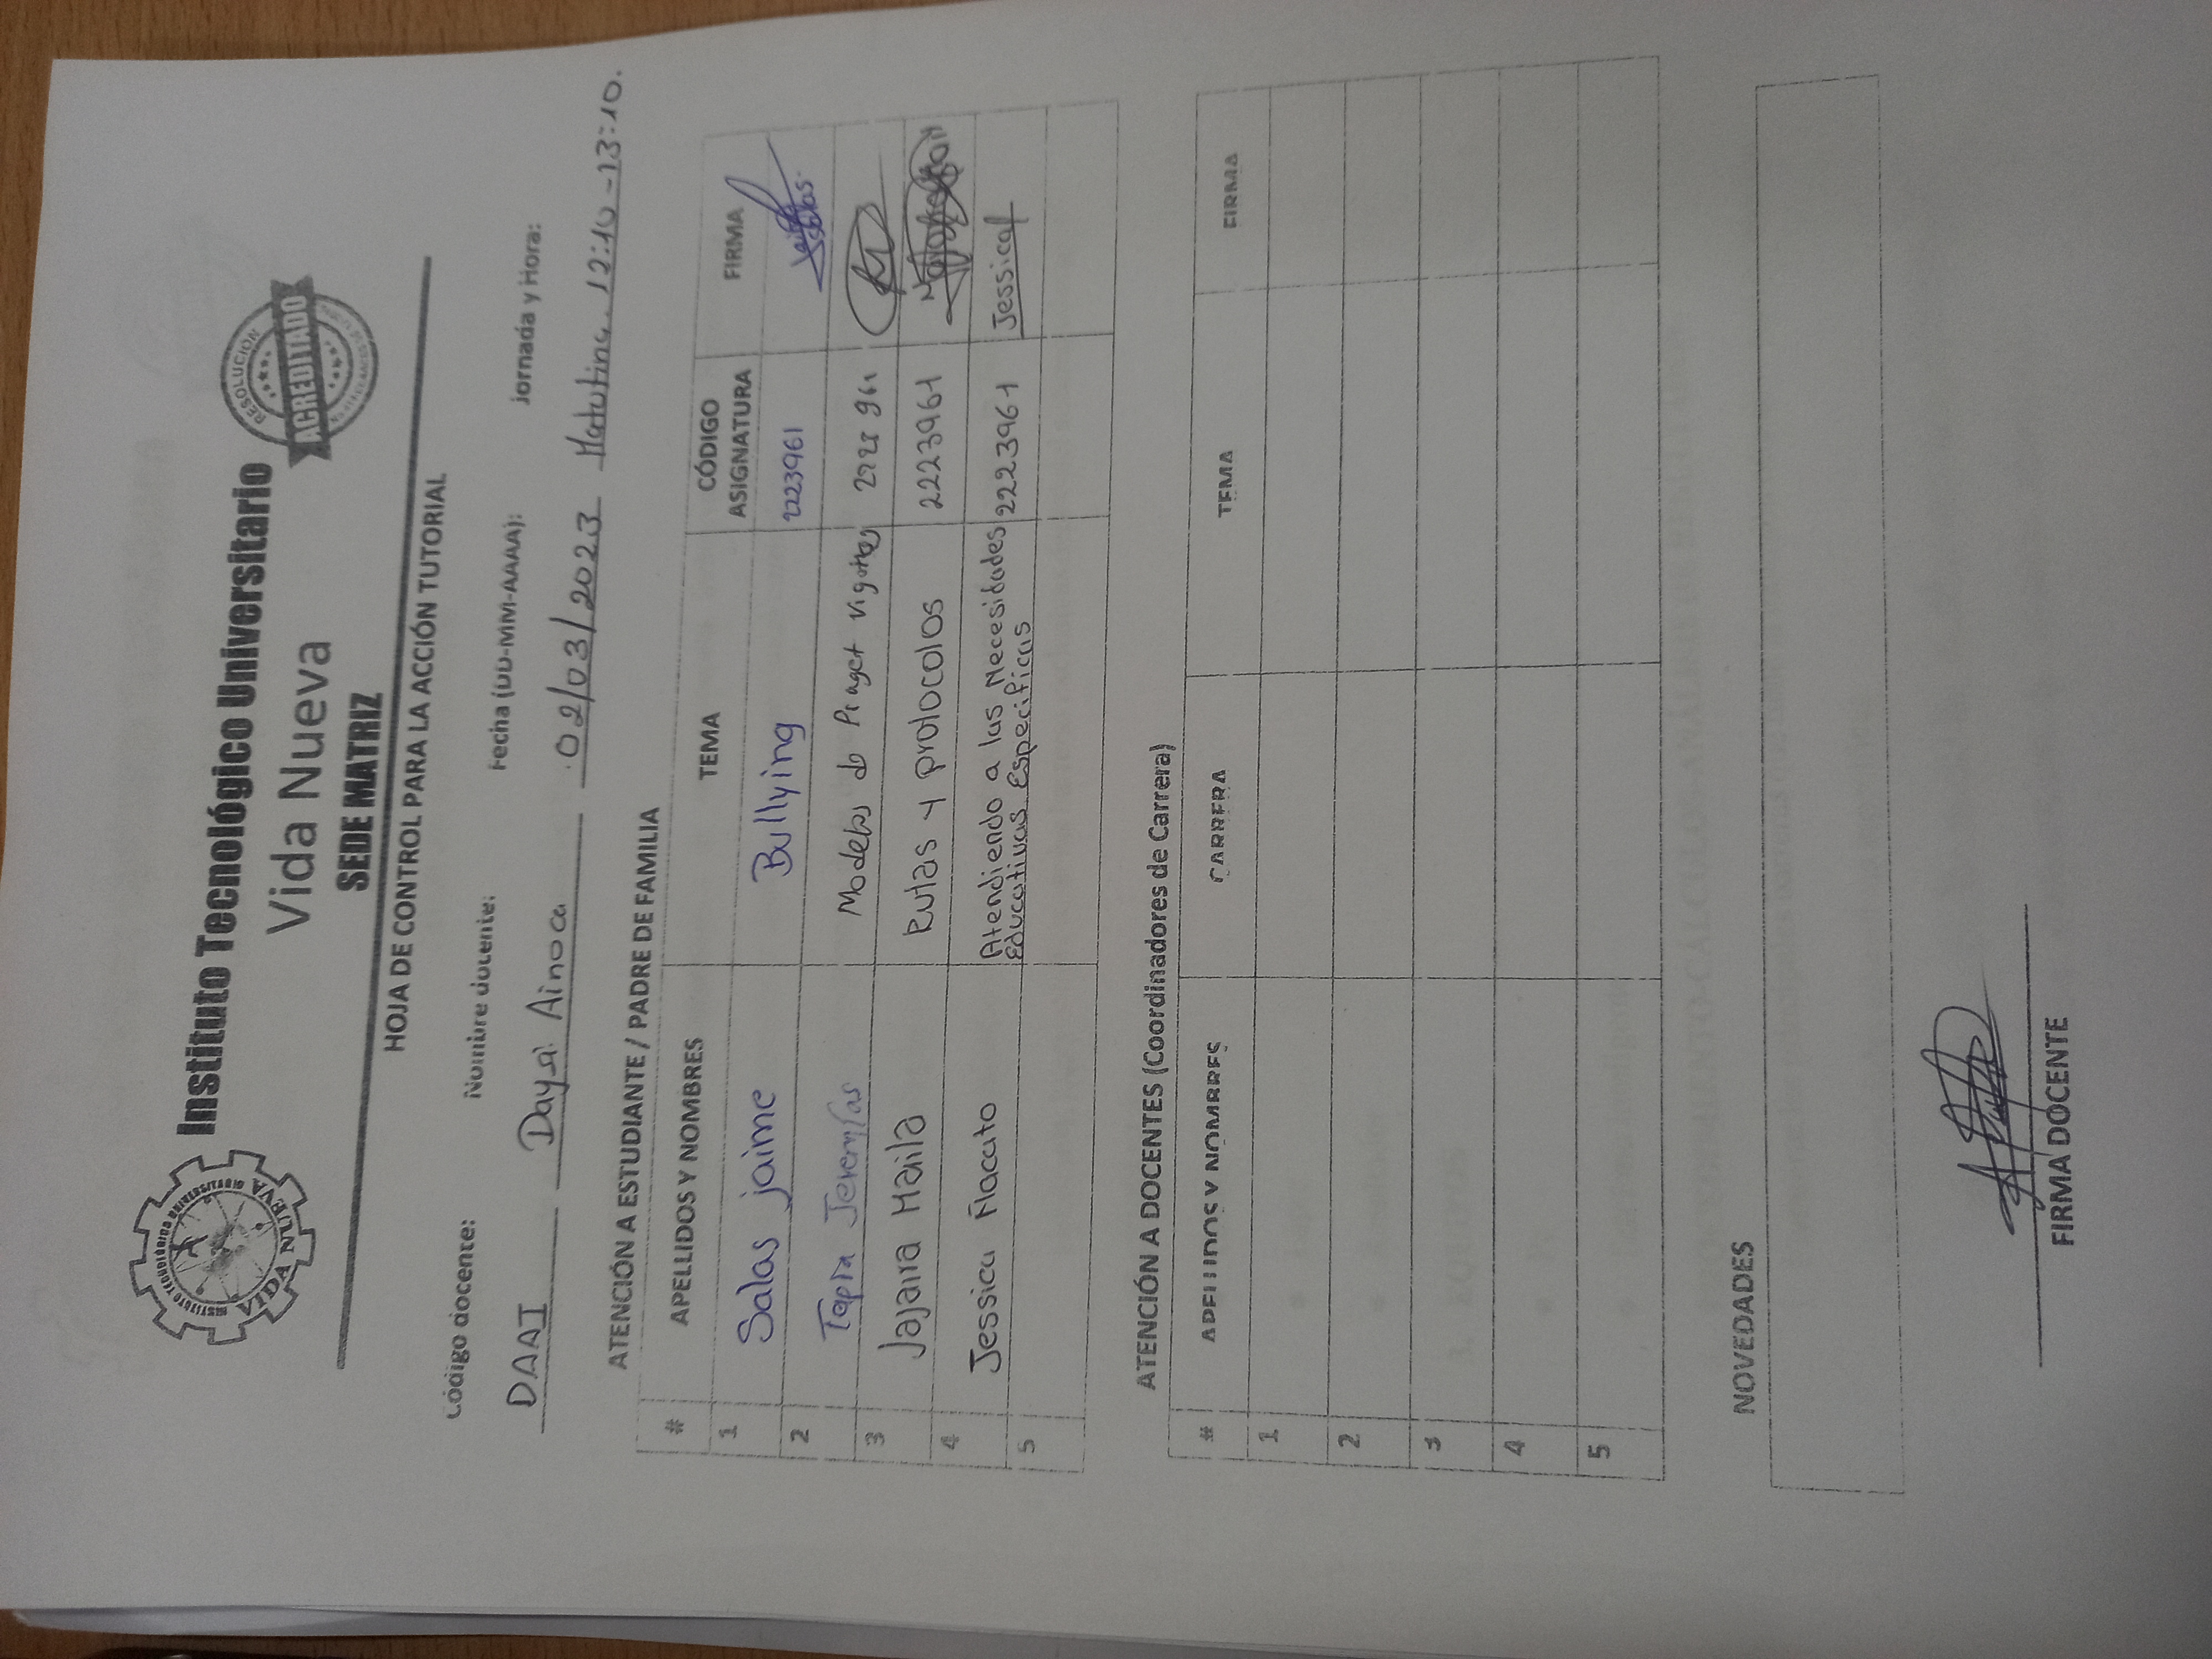 INSTITUTO TECNOLÓGICO UNIVERSITARIO
VIDA NUEVA
Instituto Tecnológico Universitario
Vida Nueva
SEDE MATRIZ
RESOLUCIÓN
ACREDITADO
HOJA DE CONTROL PARA LA ACCIÓN TUTORIAL
Código docente: Nombre docente: Fecha (DD-MM-AAAA): Jornada y Hora:
DAAI Daysi Ainoca 02/03/2023 Matutina. 12:10-13:10.
ATENCIÓN A ESTUDIANTE / PADRE DE FAMILIA
# APELLIDOS Y NOMBRES TEMA CÓDIGO ASIGNATURA FIRMA
1 Salas jaime Bullying 2223961 Jaime Salas
2 Tapia Jeremías Modelos de Piaget
3 Jajaira Maila Rutas y protocolos 2223961
4 Jessica Ñacato Atendiendo a las Necesidades 2223961 Jessica
Educativas Especificas
5
ATENCIÓN A DOCENTES (Coordinadores de Carrera)
# APELLIDOS Y NOMBRES CARRERA TEMA FIRMA
1
2
3
4
5
NOVEDADES
FIRMA DOCENTE